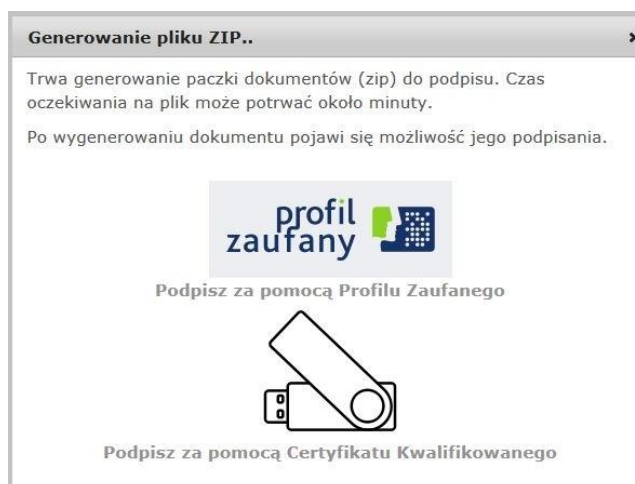 Generowanie pliku ZIP..
Trwa generowanie paczki dokumentów (zip) do podpisu. Czas
oczekiwania na plik może potrwać około minuty.
Po wygenerowaniu dokumentu pojawi się możliwość jego podpisania.
profil
zaufany
Podpisz za pomocą Profilu Zaufanego
Podpisz za pomocą Certyfikatu Kwalifikowanego